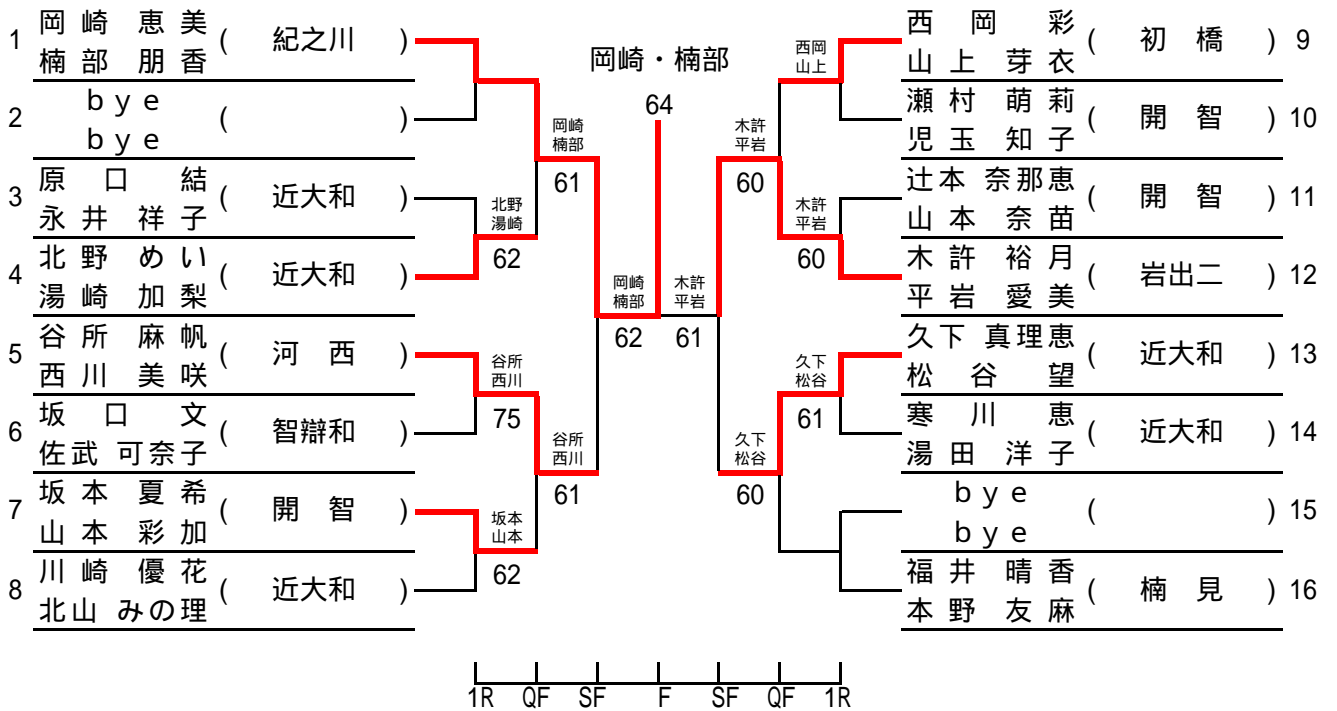 1 岡崎 恵美 ( 紀之川 )
楠部 朋香
2 bye ( )
bye
3 原口 結 ( 近大和 )
永井 祥子
4 北野 めい ( 近大和 )
湯崎 加梨
5 谷所 麻帆 ( 河西 )
西川 美咲
6 坂口 文 ( 智辯和 )
佐武 可奈子
7 坂本 夏希 ( 開智 )
山本 彩加
8 川崎 優花 ( 近大和 )
北山 みの理
北野
湯崎
62
谷所
西川
75
坂本
山本
62
岡崎
楠部
61
谷所
西川
61
岡崎
楠部
62
岡崎・楠部
64
木許
平岩
61
木許
平岩
60
久下
松谷
60
西岡
山上
木許
平岩
60
久下
松谷
61
西岡 彩 ( 初橋 ) 9
山上 芽衣
瀬村 萌莉 ( 開智 ) 10
児玉 知子
辻本 奈那恵 ( 開智 ) 11
山本 奈苗
木許 裕月 ( 岩出二 ) 12
平岩 愛美
久下 真理恵 ( 近大和 ) 13
松谷 望
寒川 恵 ( 近大和 ) 14
湯田 洋子
bye ( ) 15
bye
福井 晴香 ( 楠見 ) 16
本野 友麻
1R QF SF F SF QF 1R